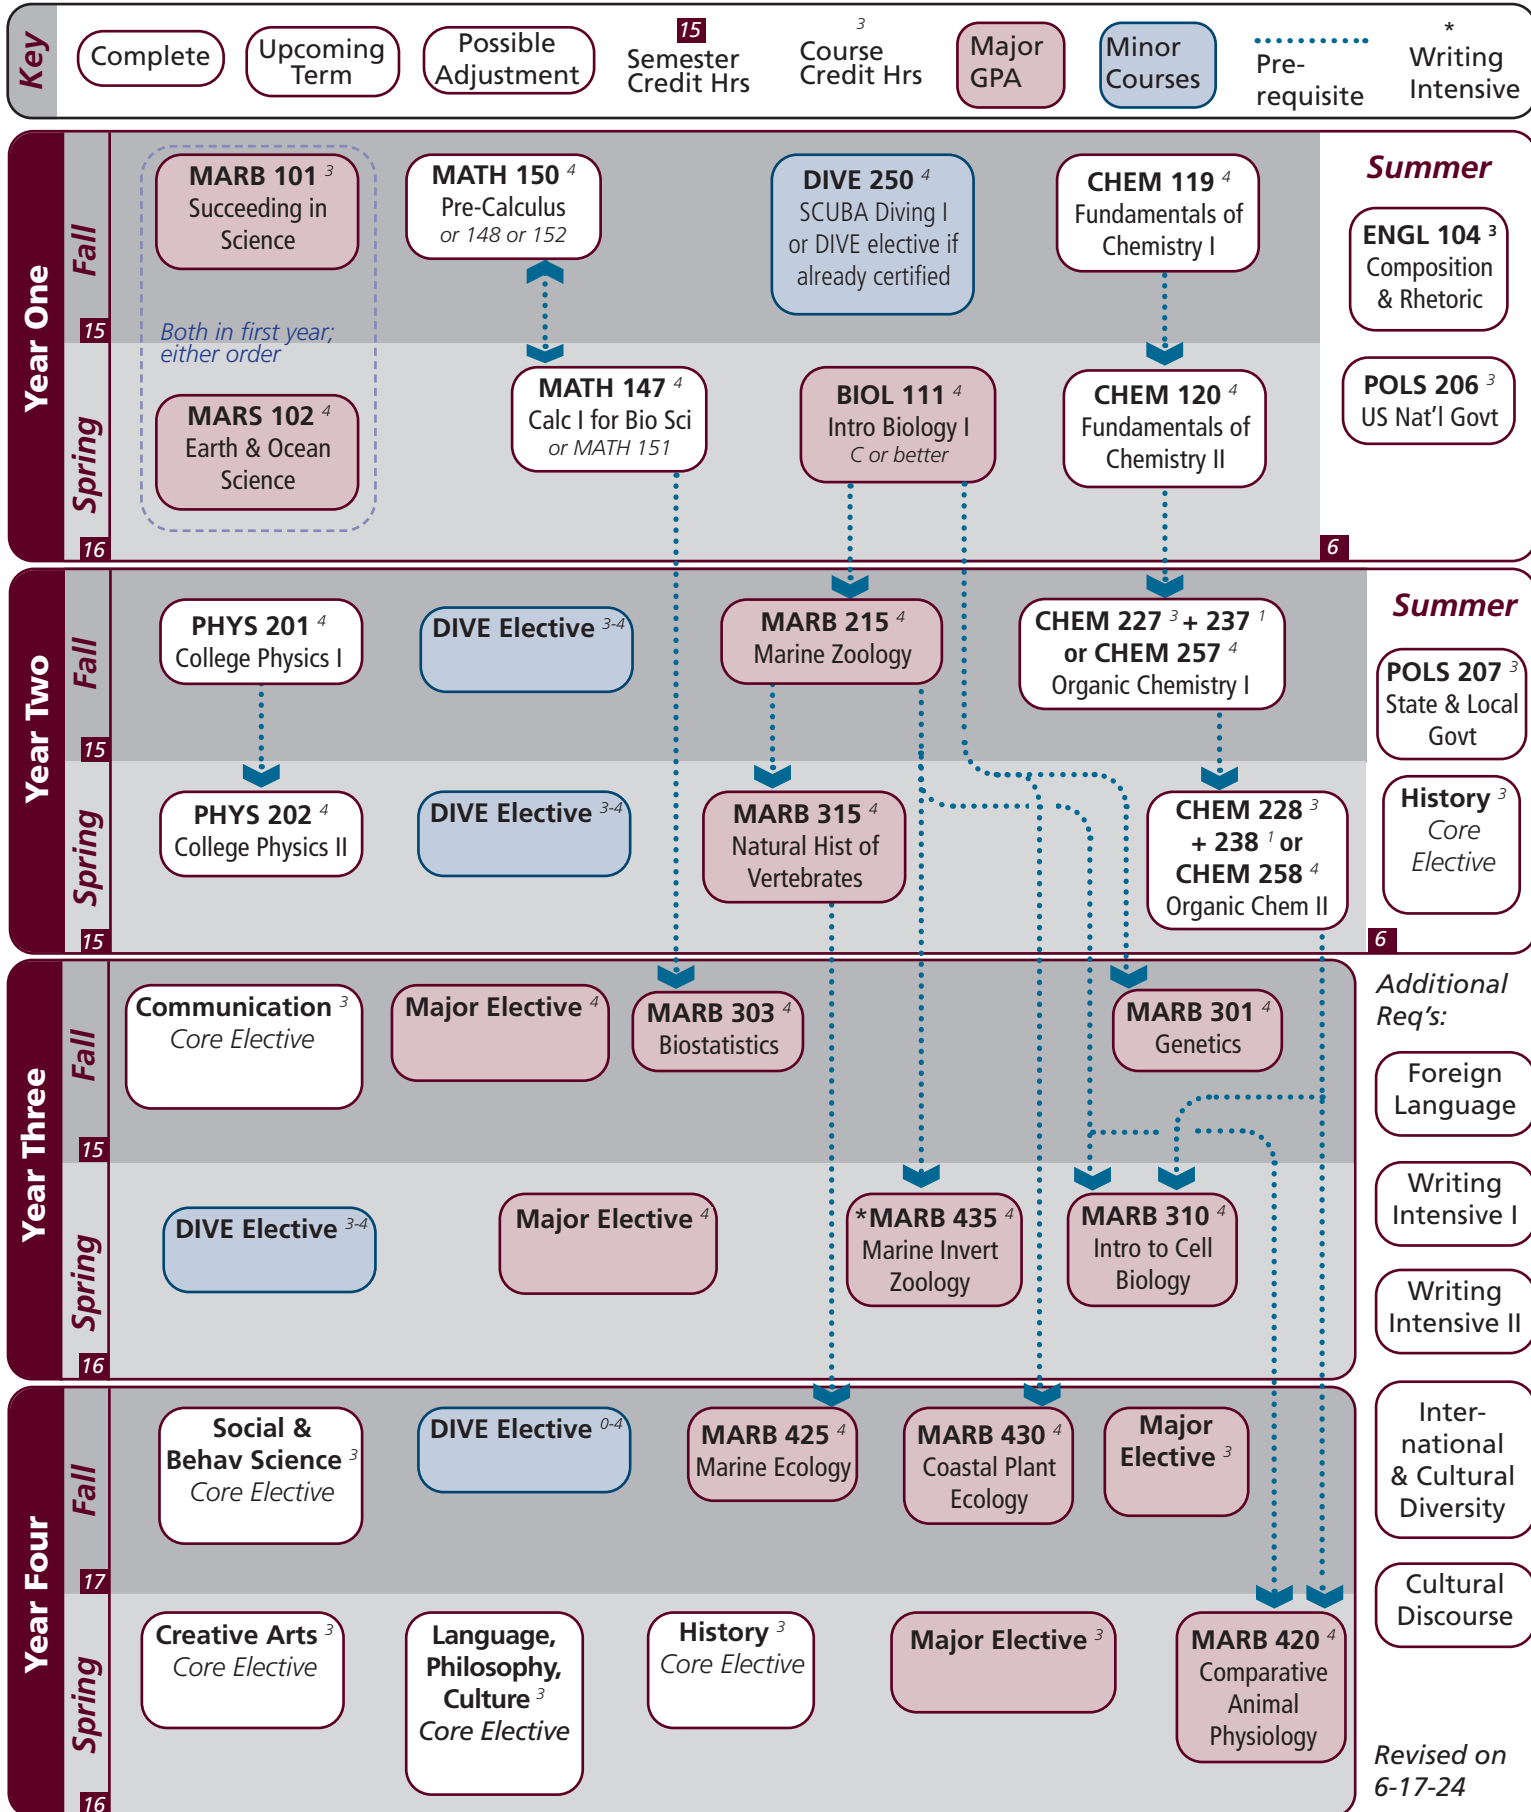 Key
Complete
Upcoming
Term
Possible
Adjustment
15
Semester
Credit Hrs
3
Course
Credit Hrs
Major
GPA
Minor
Courses
Pre-
requisite
*
Writing
Intensive
Year One
Fall
MARB 101 3
Succeeding in
Science
MATH 150 4
Pre-Calculus
or 148 or 152
DIVE 250 4
SCUBA Diving I
or DIVE elective if
already certified
CHEM 119 4
Fundamentals of
Chemistry I
15
Both in first year;
either order
Spring
MARS 102 4
Earth & Ocean
Science
MATH 147 4
Calc I for Bio Sci
or MATH 151
BIOL 111 4
Intro Biology I
C or better
CHEM 120 4
Fundamentals of
Chemistry II
16
Summer
ENGL 104 3
Composition
& Rhetoric
POLS 206 3
US Nat'l Govt
6
Year Two
Fall
PHYS 201 4
College Physics I
DIVE Elective 3-4
MARB 215 4
Marine Zoology
CHEM 227 3 + 237 1
or CHEM 257 4
Organic Chemistry I
15
Spring
PHYS 202 4
College Physics II
DIVE Elective 3-4
MARB 315 4
Natural Hist of
Vertebrates
CHEM 228 3
+ 238 1 or
CHEM 258 4
Organic Chem II
15
Summer
POLS 207 3
State & Local
Govt
History 3
Core
Elective
6
Year Three
Fall
Communication 3
Core Elective
Major Elective 4
MARB 303 4
Biostatistics
MARB 301 4
Genetics
15
Spring
DIVE Elective 3-4
Major Elective 4
*MARB 435 4
Marine Invert
Zoology
MARB 310 4
Intro to Cell
Biology
16
Year Four
Fall
Social &
Behav Science 3
Core Elective
DIVE Elective 0-4
MARB 425 4
Marine Ecology
MARB 430 4
Coastal Plant
Ecology
Major
Elective 3
17
Spring
Creative Arts 3
Core Elective
Language,
Philosophy,
Culture 3
Core Elective
History 3
Core Elective
Major Elective 3
MARB 420 4
Comparative
Animal
Physiology
16
Additional
Req's:
Foreign
Language
Writing
Intensive I
Writing
Intensive II
Inter-
national
& Cultural
Diversity
Cultural
Discourse
Revised on
6-17-24